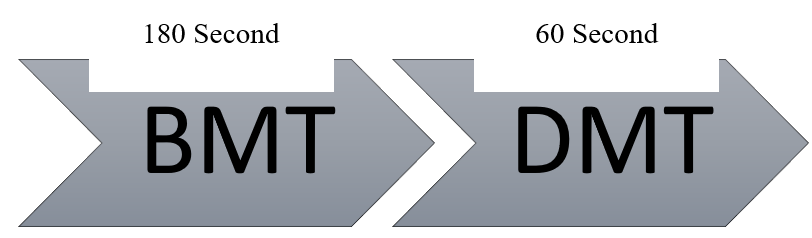 180 Second
60 Second
BMT
DMT